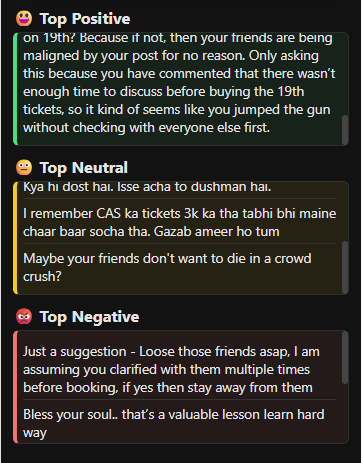 Top Positive
on 19th? Because if not, then your friends are being
maligned by your post for no reason. Only asking
this because you have commented that there wasn't
enough time to discuss before buying the 19th
tickets, so it kind of seems like you jumped the gun
without checking with everyone else first.
Top Neutral
Kya hi dost hai. Isse acha to dushman hai.
I remember CAS ka tickets 3k ka tha tabhi bhi maine
chaar baar socha tha. Gazab ameer ho tum
Maybe your friends don't want to die in a crowd
crush?
Top Negative
Just a suggestion - Loose those friends asap, I am
assuming you clarified with them multiple times
before booking, if yes then stay away from them
Bless your soul.. that's a valuable lesson learn hard
way